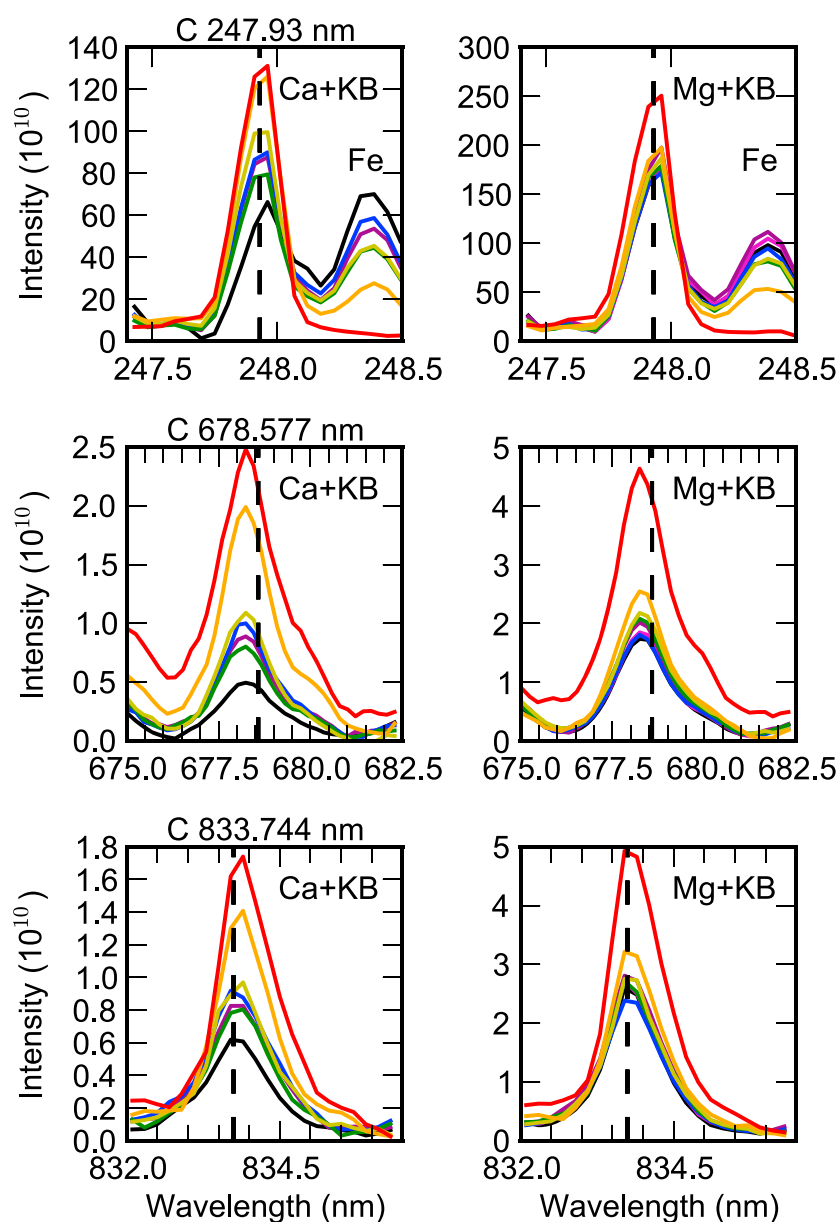 C 247.93 nm
Intensity (10^10)
140
120
100
80
60
40
20
0
Ca+KB
Fe
247.5 248.0 248.5
300
250
200
150
100
50
0
Mg+KB
Fe
247.5 248.0 248.5
C 678.577 nm
Intensity (10^10)
2.5
2.0
1.5
1.0
0.5
0.0
Ca+KB
675.0 677.5 680.0 682.5
5
4
3
2
1
0
Mg+KB
675.0 677.5 680.0 682.5
C 833.744 nm
Intensity (10^10)
1.8
1.6
1.4
1.2
1.0
0.8
0.6
0.4
0.2
0.0
Ca+KB
832.0 834.5
Wavelength (nm)
5
4
3
2
1
0
Mg+KB
832.0 834.5
Wavelength (nm)